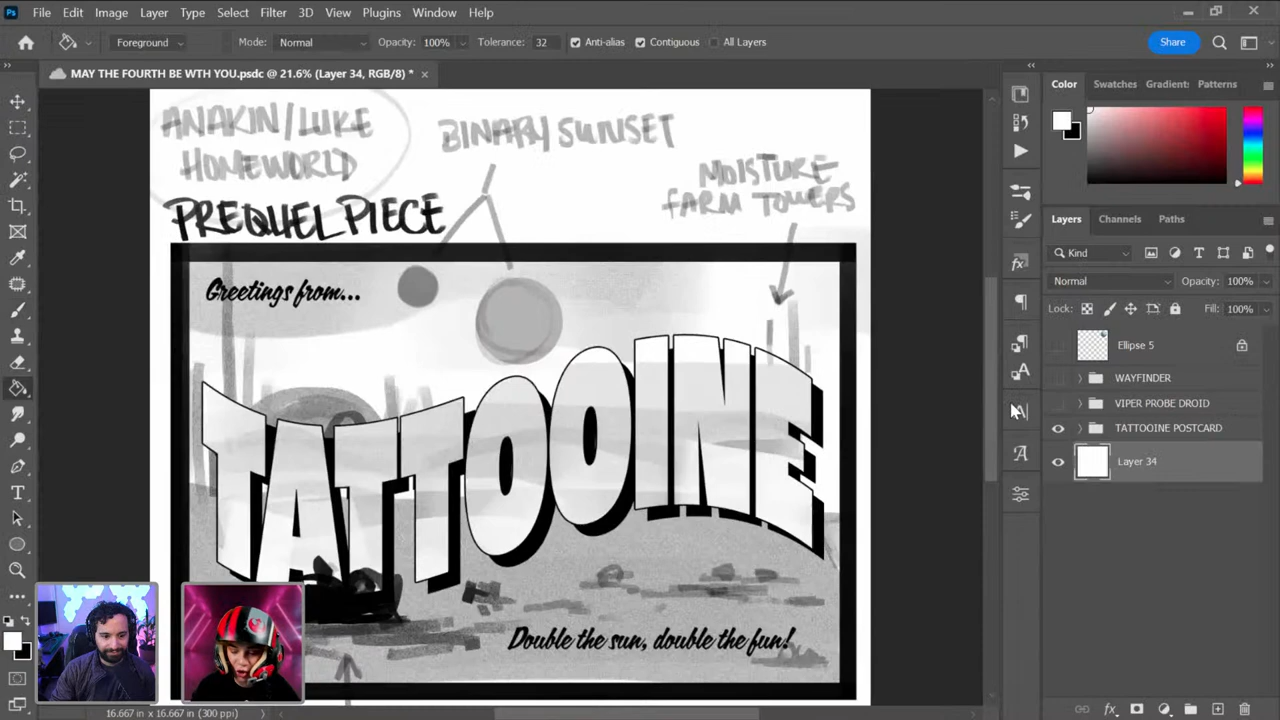 Ps File Edit Image Layer Type Select Filter 3D View Plugins Window Help
Foreground Mode: Normal Opacity: 100% Tolerance: 32 Anti-alias Contiguous All Layers Share
MAY THE FOURTH BE WTH YOU.psdc @ 21.6% (Layer 34, RGB/8) *
Color Swatches Gradient: Patterns
ANAKIN/LUKE
HOMEWORLD
BINARY SUNSET
MOISTURE
FARM TOWERS
PREQUEL PIECE
Greetings from...
TATTOOINE
Double the sun, double the fun!
Layers Channels Paths
Kind
Normal Opacity: 100%
Lock: Fill: 100%
Ellipse 5
WAYFINDER
VIPER PROBE DROID
TATTOOINE POSTCARD
Layer 34
16.667 in x 16.667 in (300 ppi)